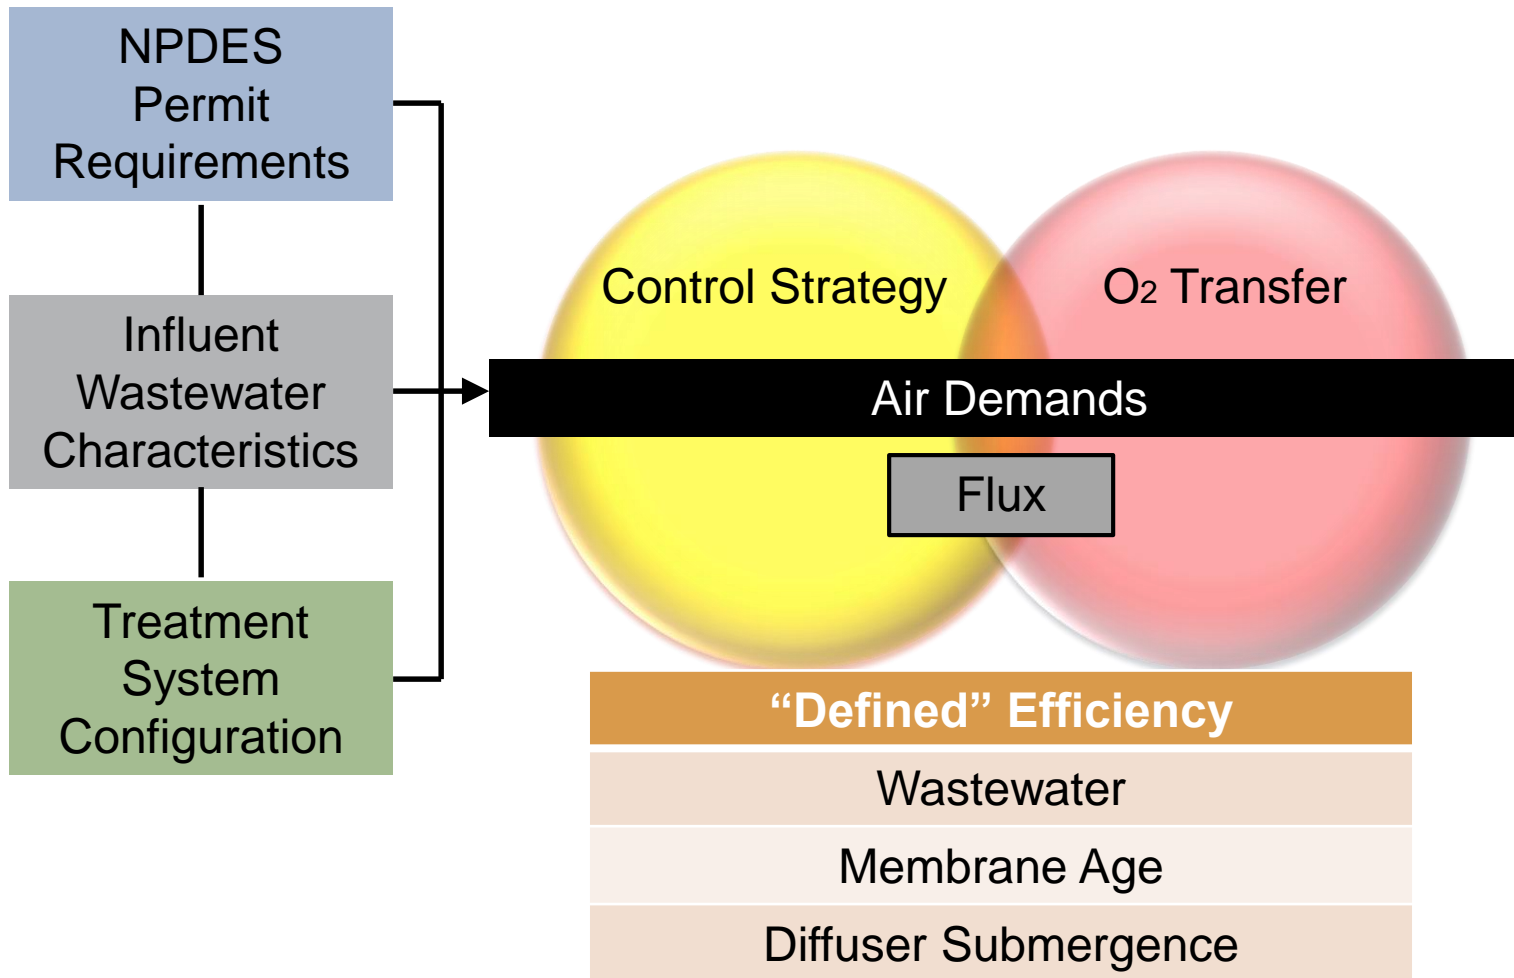 NPDES
Permit
Requirements
Influent
Wastewater
Characteristics
Treatment
System
Configuration
Control Strategy
O2 Transfer
Air Demands
Flux
“Defined” Efficiency
Wastewater
Membrane Age
Diffuser Submergence